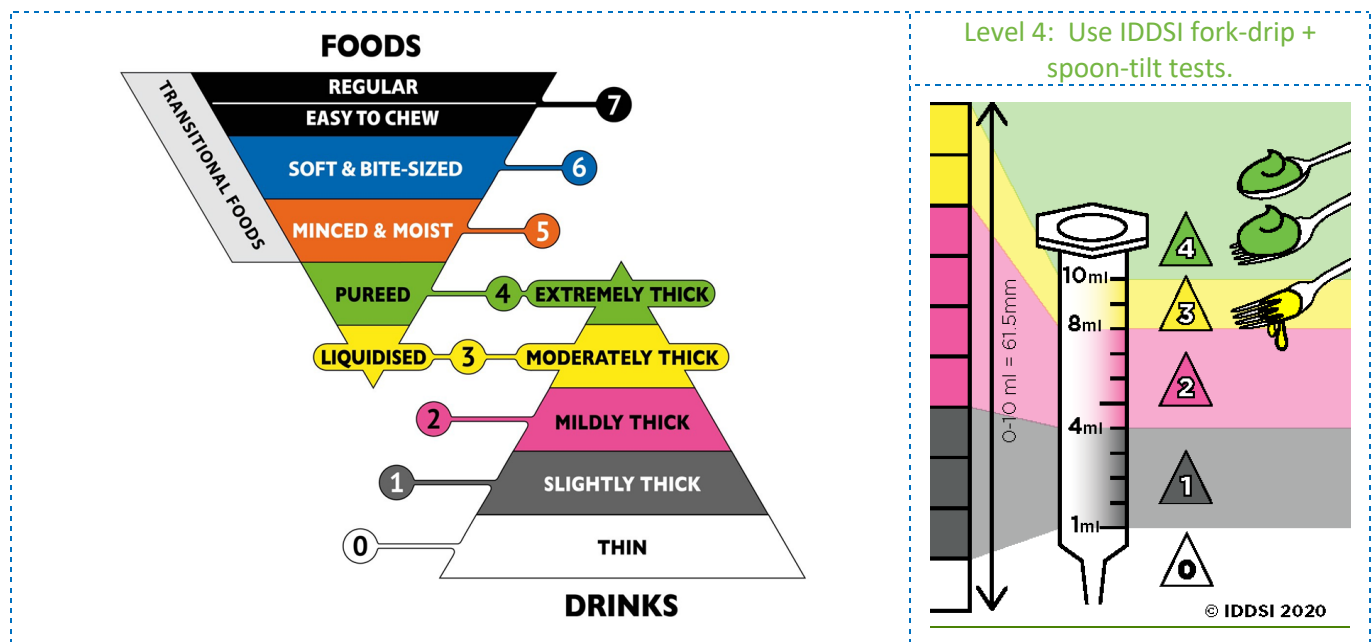 FOODS
REGULAR
EASY TO CHEW
7
TRANSITIONAL FOODS
SOFT & BITE-SIZED
6
MINCED & MOIST
5
PUREED
4
EXTREMELY THICK
LIQUIDISED
3
MODERATELY THICK
2
MILDLY THICK
1
SLIGHTLY THICK
0
THIN
DRINKS
Level 4: Use IDDSI fork-drip +
spoon-tilt tests.
0-10 ml = 61.5mm
10ml
8ml
4ml
1ml
4
3
2
1
0
© IDDSI 2020